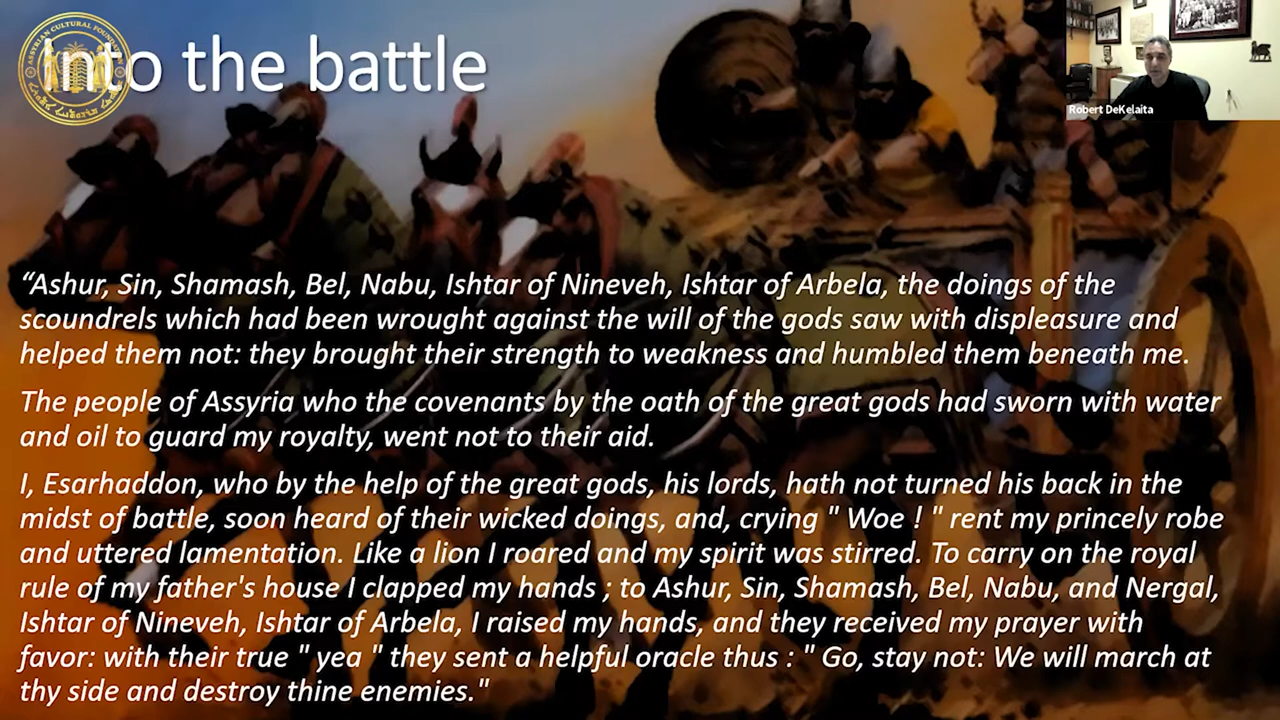 ASSYRIAN CULTURAL FOUNDATION
Into the battle
Robert DeKelaita
“Ashur, Sin, Shamash, Bel, Nabu, Ishtar of Nineveh, Ishtar of Arbela, the doings of the
scoundrels which had been wrought against the will of the gods saw with displeasure and
helped them not: they brought their strength to weakness and humbled them beneath me.
The people of Assyria who the covenants by the oath of the great gods had sworn with water
and oil to guard my royalty, went not to their aid.
I, Esarhaddon, who by the help of the great gods, his lords, hath not turned his back in the
midst of battle, soon heard of their wicked doings, and, crying " Woe ! " rent my princely robe
and uttered lamentation. Like a lion I roared and my spirit was stirred. To carry on the royal
rule of my father's house I clapped my hands ; to Ashur, Sin, Shamash, Bel, Nabu, and Nergal,
Ishtar of Nineveh, Ishtar of Arbela, I raised my hands, and they received my prayer with
favor: with their true " yea " they sent a helpful oracle thus : " Go, stay not: We will march at
thy side and destroy thine enemies."